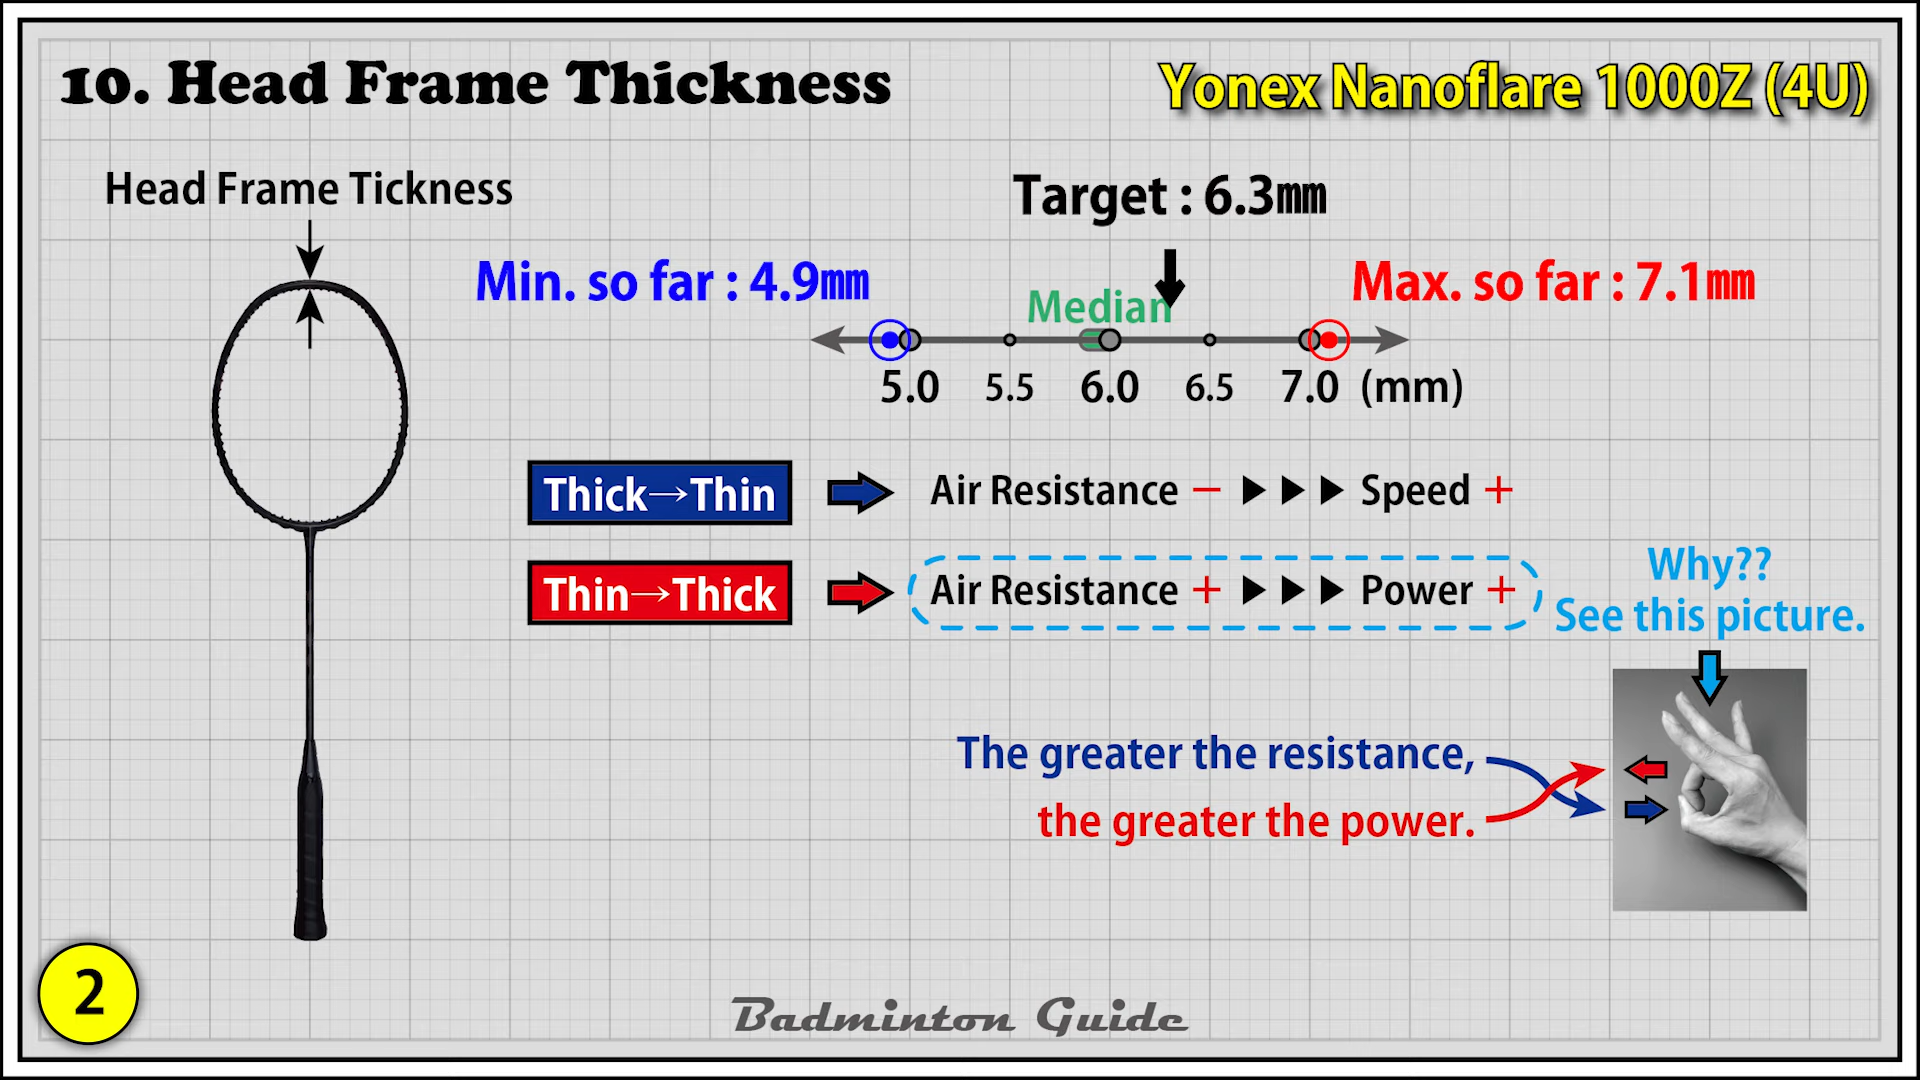 10. Head Frame Thickness
Yonex Nanoflare 1000Z (4U)
Head Frame Tickness
Target : 6.3mm
Min. so far : 4.9mm
Median
Max. so far : 7.1mm
5.0 5.5 6.0 6.5 7.0 (mm)
Thick→Thin
Air Resistance − ▶▶▶ Speed +
Thin→Thick
Air Resistance + ▶▶▶ Power +
Why??
See this picture.
The greater the resistance,
the greater the power.
2
Badminton Guide